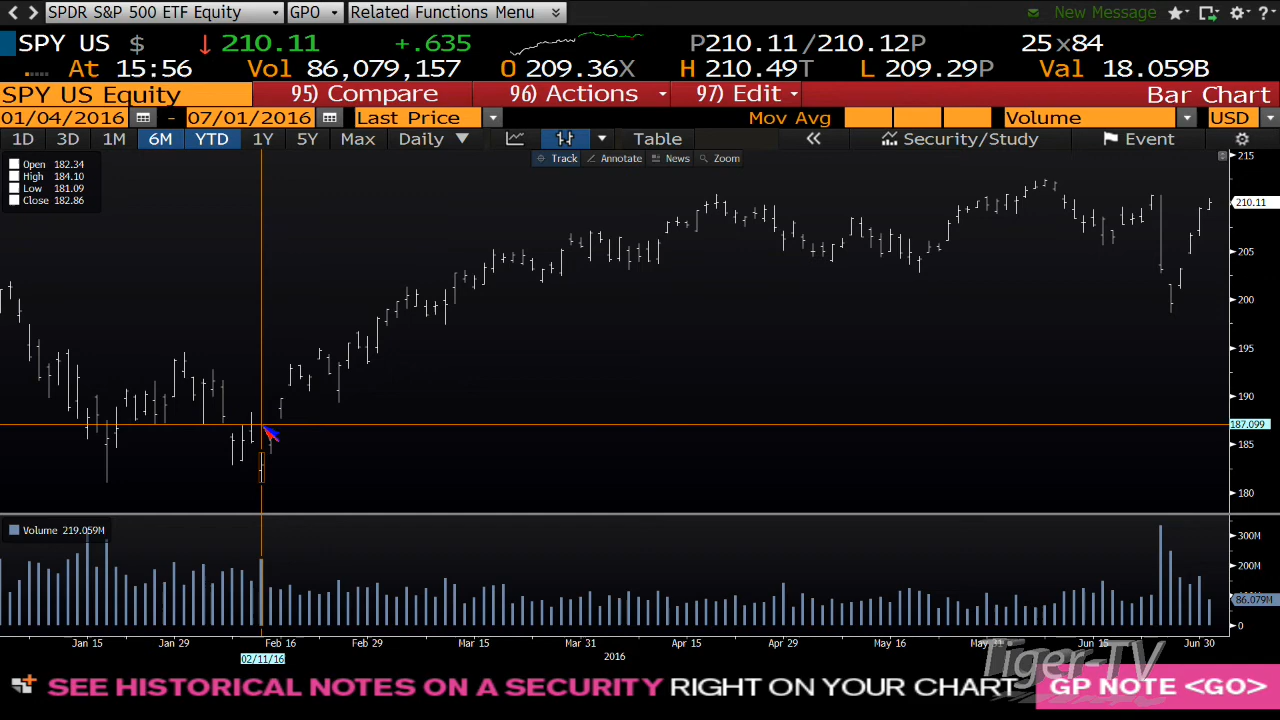 SPDR S&P 500 ETF Equity GPO Related Functions Menu New Message ?
SPY US $ ↓ 210.11 +.635 P210.11/210.12P 25x84
At 15:56 Vol 86,079,157 O 209.36X H 210.49T L 209.29P Val 18.059B
SPY US Equity 95) Compare 96) Actions 97) Edit Bar Chart
01/04/2016 - 07/01/2016 Last Price Mov Avg Volume USD
1D 3D 1M 6M YTD 1Y 5Y Max Daily ▼ Table « Security/Study Event
Track Annotate News Zoom
Open 182.34
High 184.10
Low 181.09
Close 182.86
215
210.11
205
200
195
190
187.099
185
180
Volume 219.059M
300M
200M
86.079M
0
Jan 15 Jan 29 Feb 16 Feb 29 Mar 15 Mar 31 Apr 15 Apr 29 May 16 May 31 Jun 15 Jun 30
02/11/16 2016
Tiger-TV
SEE HISTORICAL NOTES ON A SECURITY RIGHT ON YOUR CHART GP NOTE <GO>